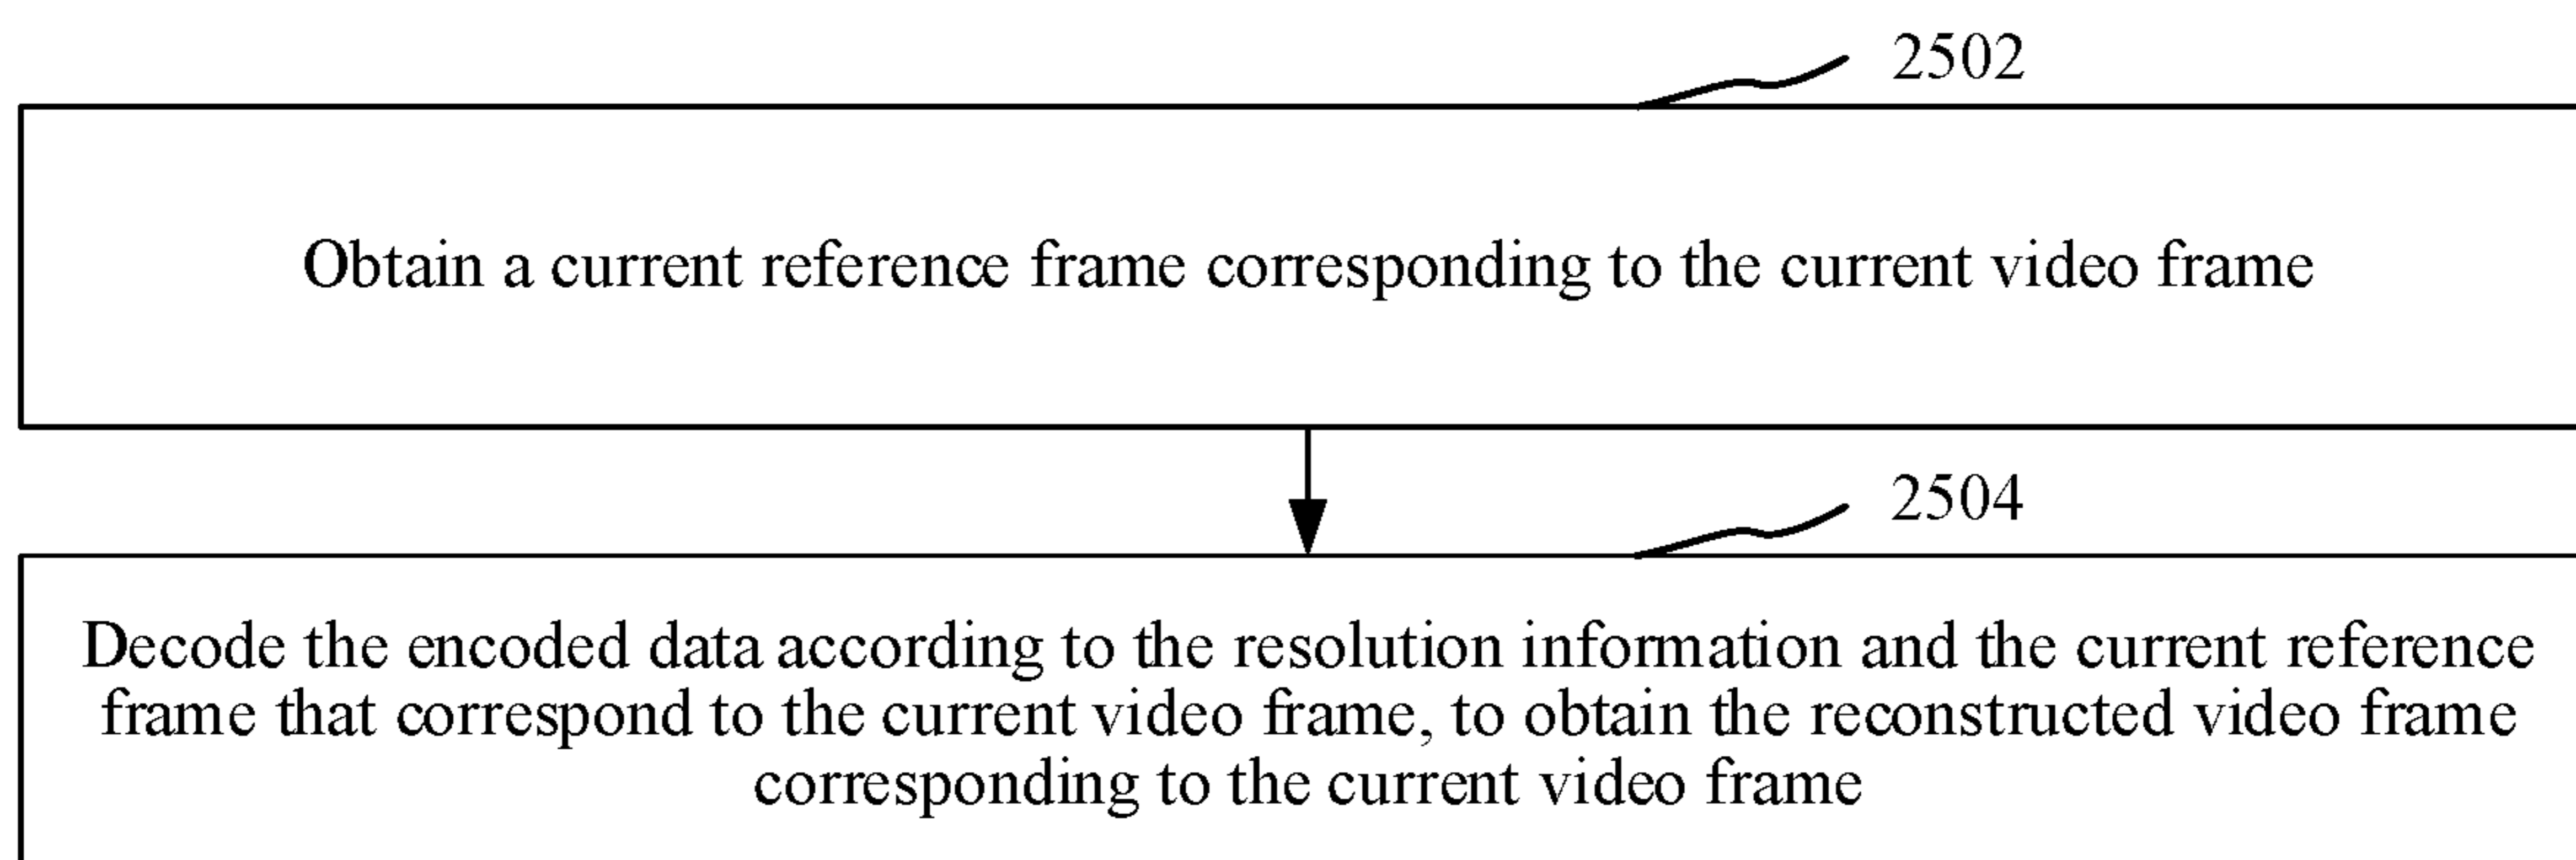 2502
Obtain a current reference frame corresponding to the current video frame
2504
Decode the encoded data according to the resolution information and the current reference
frame that correspond to the current video frame, to obtain the reconstructed video frame
corresponding to the current video frame